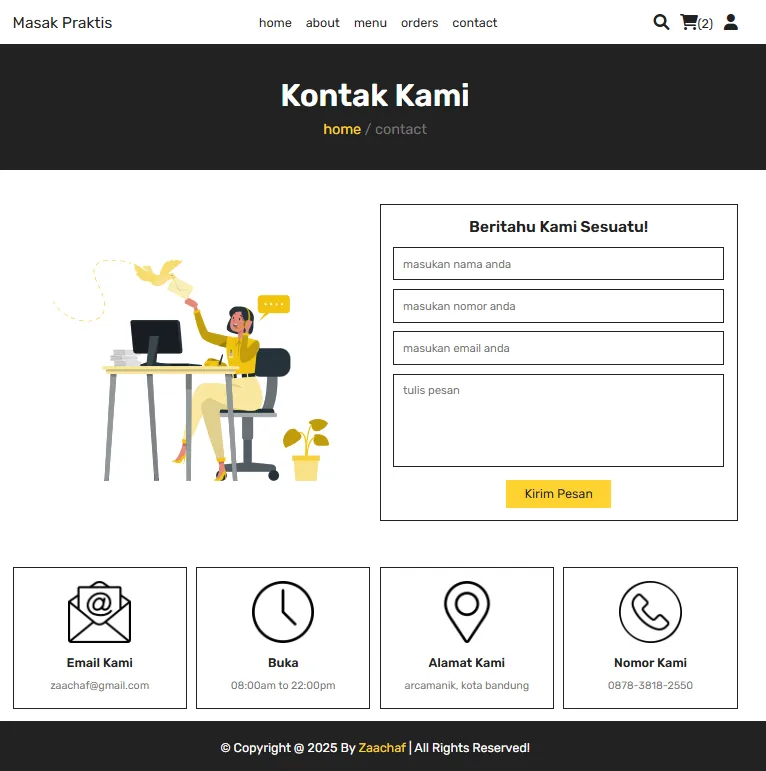 Masak Praktis home about menu orders contact (2)
Kontak Kami
home / contact
Beritahu Kami Sesuatu!
masukan nama anda
masukan nomor anda
masukan email anda
tulis pesan
Kirim Pesan
@
Email Kami
zaachaf@gmail.com
Buka
08:00am to 22:00pm
Alamat Kami
arcamanik, kota bandung
Nomor Kami
0878-3818-2550
© Copyright @ 2025 By Zaachaf | All Rights Reserved!